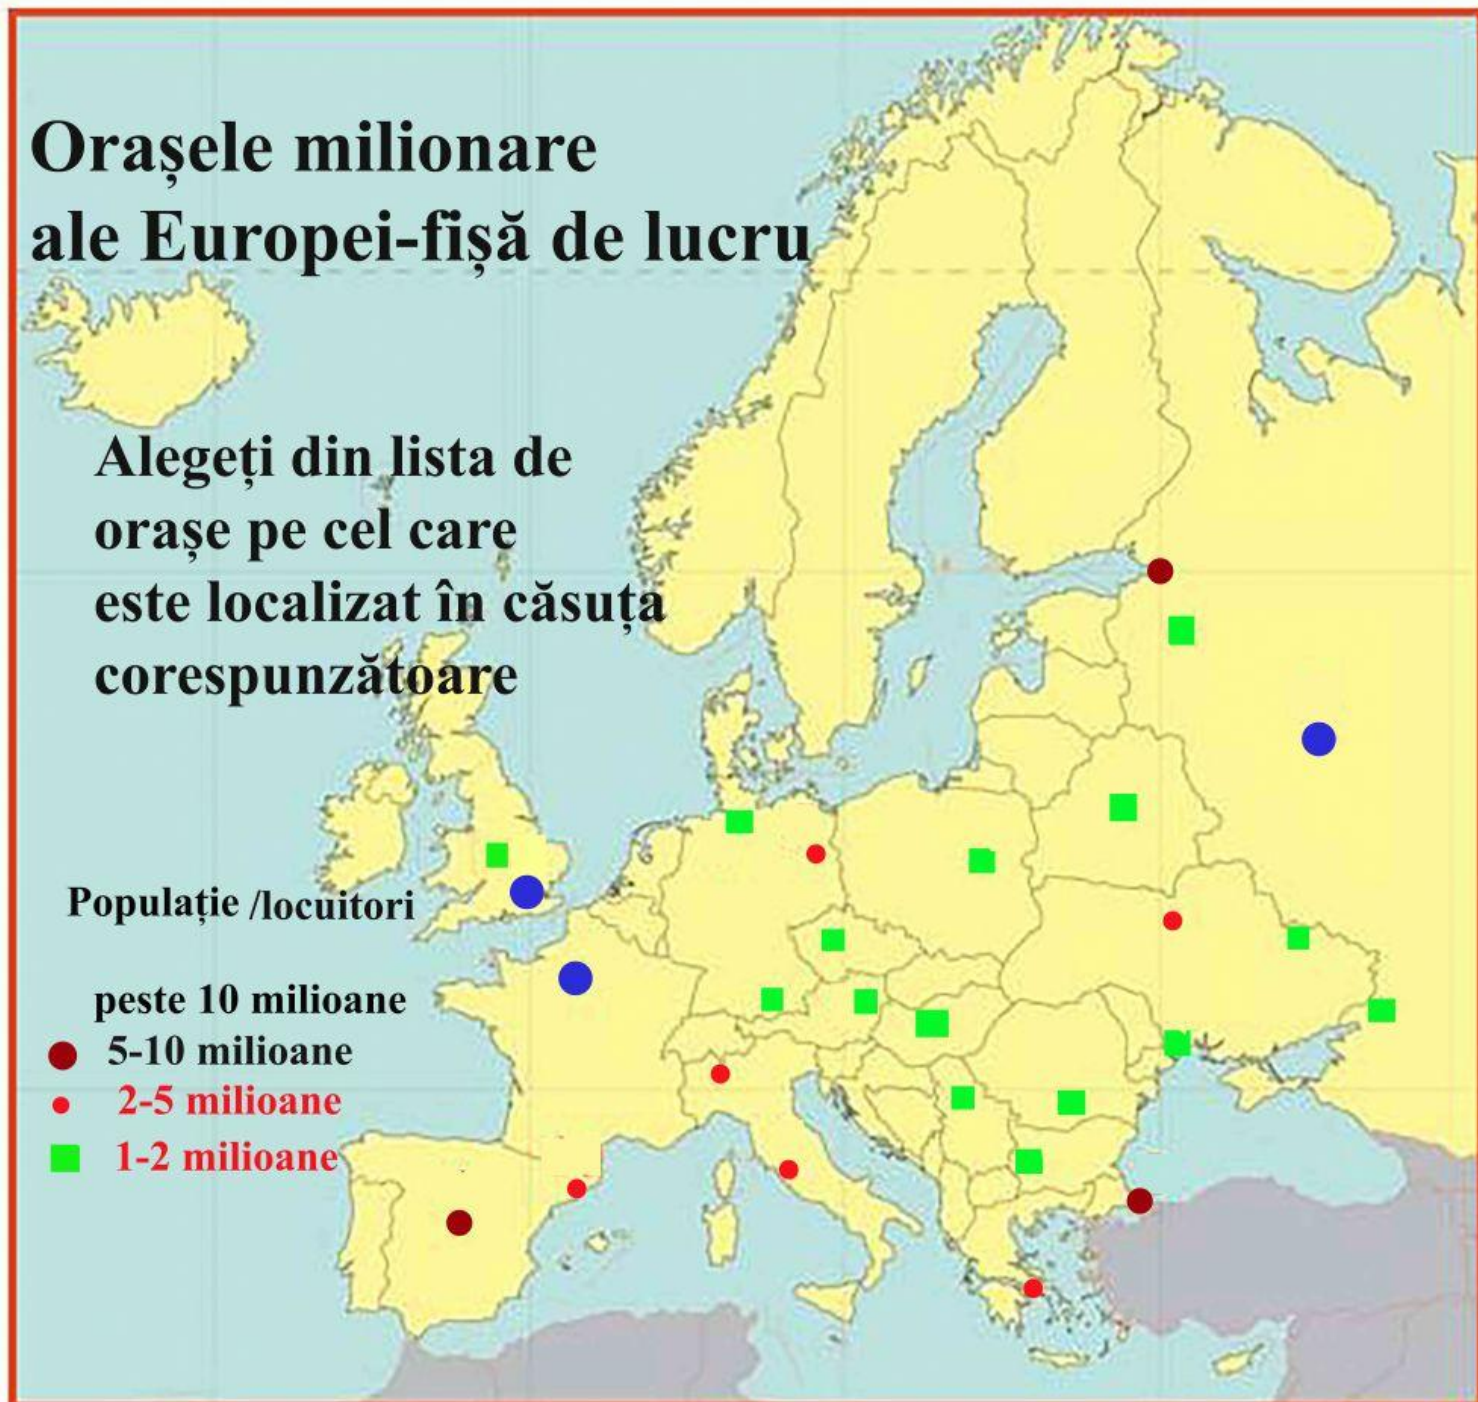 Orașele milionare
ale Europei-fișă de lucru
Alegeți din lista de
orașe pe cel care
este localizat în căsuța
corespunzătoare
Populație /locuitori
peste 10 milioane
5-10 milioane
2-5 milioane
1-2 milioane